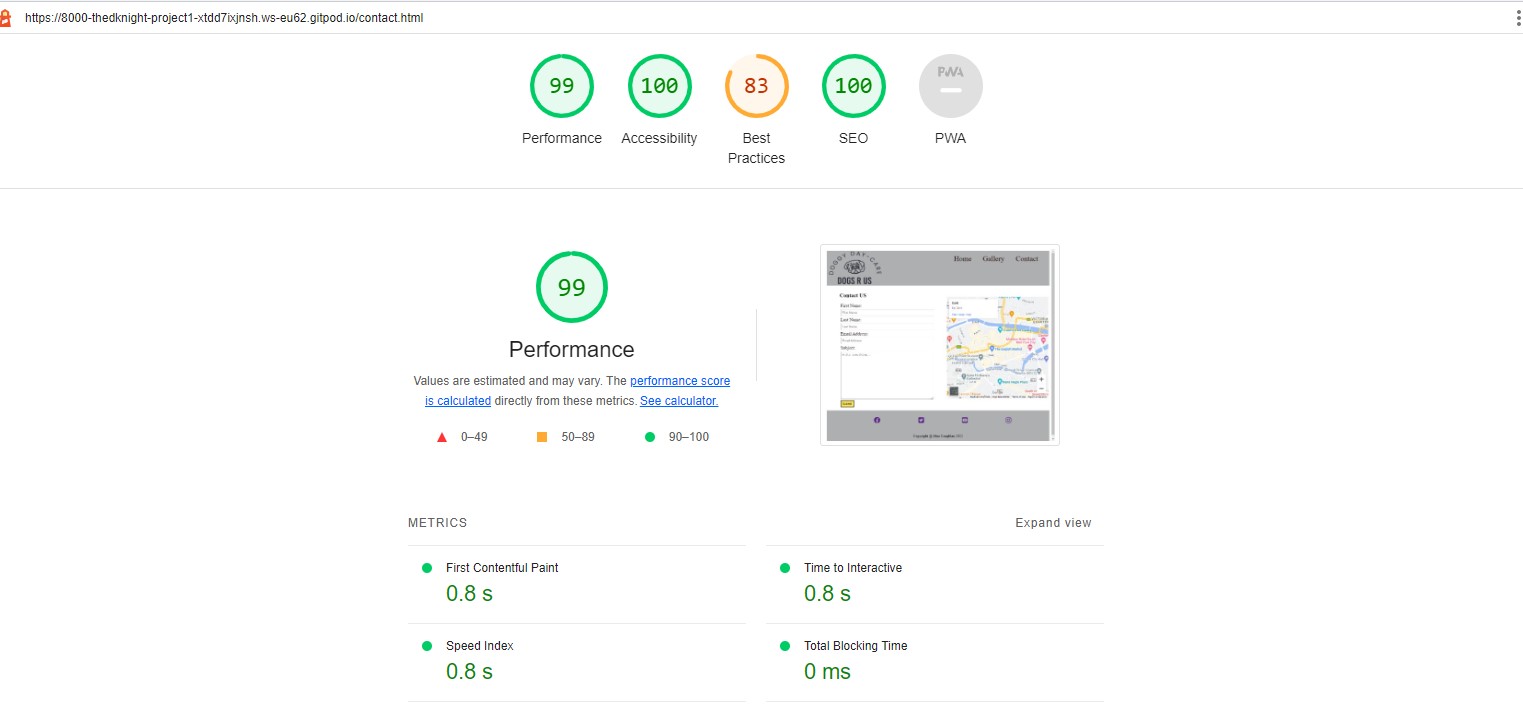 https://8000-thedknight-project1-xtdd7ixjnsh.ws-eu62.gitpod.io/contact.html
99
100
83
100
PWA
Performance
Accessibility
Best
Practices
SEO
PWA
99
Performance
Values are estimated and may vary. The performance score
is calculated directly from these metrics. See calculator.
0–49
50–89
90–100
DOGGY DAY-CARE
DOGS R US
Home
Gallery
Contact
Contact US
First Name
Last Name
Email Address
Subject
METRICS
Expand view
First Contentful Paint
0.8 s
Time to Interactive
0.8 s
Speed Index
0.8 s
Total Blocking Time
0 ms